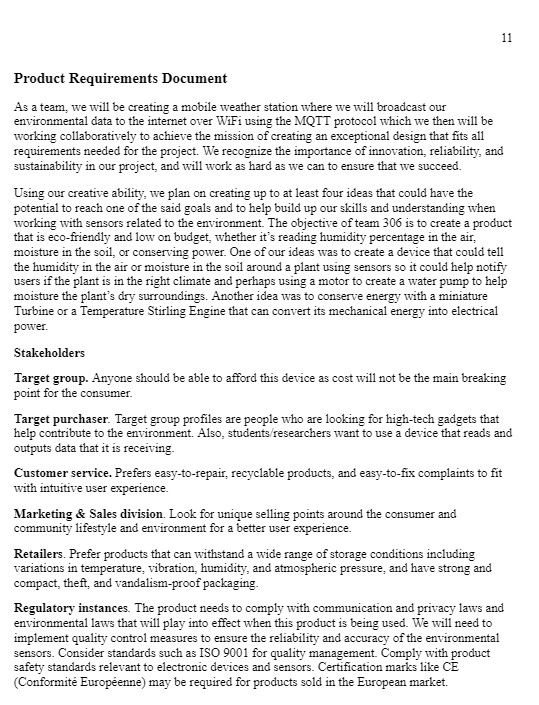 11
Product Requirements Document
As a team, we will be creating a mobile weather station where we will broadcast our
environmental data to the internet over WiFi using the MQTT protocol which we then will be
working collaboratively to achieve the mission of creating an exceptional design that fits all
requirements needed for the project. We recognize the importance of innovation, reliability, and
sustainability in our project, and will work as hard as we can to ensure that we succeed.
Using our creative ability, we plan on creating up to at least four ideas that could have the
potential to reach one of the said goals and to help build up our skills and understanding when
working with sensors related to the environment. The objective of team 306 is to create a product
that is eco-friendly and low on budget, whether it’s reading humidity percentage in the air,
moisture in the soil, or conserving power. One of our ideas was to create a device that could tell
the humidity in the air or moisture in the soil around a plant using sensors so it could help notify
users if the plant is in the right climate and perhaps using a motor to create a water pump to help
moisture the plant’s dry surroundings. Another idea was to conserve energy with a miniature
Turbine or a Temperature Stirling Engine that can convert its mechanical energy into electrical
power.
Stakeholders
Target group. Anyone should be able to afford this device as cost will not be the main breaking
point for the consumer.
Target purchaser. Target group profiles are people who are looking for high-tech gadgets that
help contribute to the environment. Also, students/researchers want to use a device that reads and
outputs data that it is receiving.
Customer service. Prefers easy-to-repair, recyclable products, and easy-to-fix complaints to fit
with intuitive user experience.
Marketing & Sales division. Look for unique selling points around the consumer and
community lifestyle and environment for a better user experience.
Retailers. Prefer products that can withstand a wide range of storage conditions including
variations in temperature, vibration, humidity, and atmospheric pressure, and have strong and
compact, theft, and vandalism-proof packaging.
Regulatory instances. The product needs to comply with communication and privacy laws and
environmental laws that will play into effect when this product is being used. We will need to
implement quality control measures to ensure the reliability and accuracy of the environmental
sensors. Consider standards such as ISO 9001 for quality management. Comply with product
safety standards relevant to electronic devices and sensors. Certification marks like CE
(Conformité Européenne) may be required for products sold in the European market.